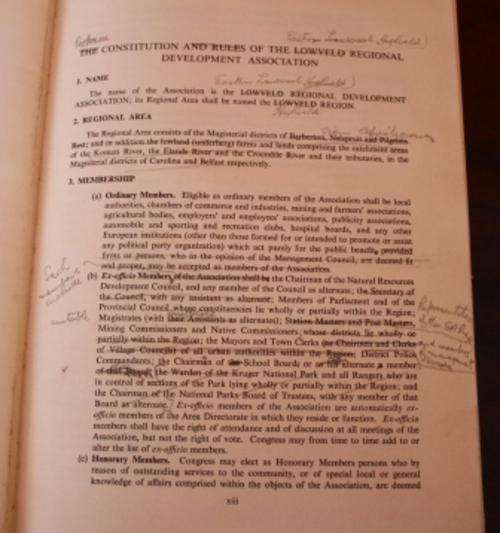 THE CONSTITUTION AND RULES OF THE LOWVELD REGIONAL
DEVELOPMENT ASSOCIATION
1. NAME
The name of the Association is the LOWVELD REGIONAL DEVELOPMENT
ASSOCIATION; its Regional Area shall be named the LOWVELD REGION.
2. REGIONAL AREA
The Regional Area consists of the Magisterial districts of Barberton, Nelspruit and Pilgrims
Rest; and in addition the lowland (onderberg) farms and lands comprising the catchment areas
of the Komati River, the Elands River and the Crocodile River and their tributaries, in the
Magisterial districts of Carolina and Belfast respectively.
3. MEMBERSHIP
(a) Ordinary Members. Eligible as ordinary members of the Association shall be local
authorities, chambers of commerce and industries, mining and farmers' associations,
agricultural bodies, employers' and employees' associations, publicity associations,
automobile and sporting and recreation clubs, hospital boards, and any other
European institutions (other than those formed for or intended to promote or assist
any political party organization) which act purely for the public benefit, provided
firms or persons, who in the opinion of the Management Council, are deemed fit
and proper, may be accepted as members of the Association.
(b) Ex-officio Members of the Association shall be the Chairman of the Natural Resources
Development Council, and any member of the Council as alternate; the Secretary of
the Council, with any assistant as alternate; Members of Parliament and of the
Provincial Council whose constituencies lie wholly or partially within the Region;
Magistrates (with their Assistants as alternates); Station Masters and Post Masters,
Mining Commissioners and Native Commissioners, whose districts lie wholly or
partially within the Region; the Mayors and Town Clerks (or Chairman and Clerks
of Village Councils) of all urban authorities within the Region; District Police
Commandants; the Chairman of School Boards or as his alternate a member
of that Board; the Warden of the Kruger National Park and all Rangers, who are
in control of sections of the Park lying wholly or partially within the Region; and
the Chairman of the National Parks Board of Trustees, with any member of that
Board as alternate. Ex-officio members of the Association are automatically ex-
officio members of the Area Directorate in which they reside or function. Ex-officio
members shall have the right of attendance and of discussion at all meetings of the
Association, but not the right of vote. Congress may from time to time add to or
alter the list of ex-officio members.
(c) Honorary Members. Congress may elect as Honorary Members persons who by
reason of outstanding services to the community, or of special or local or general
knowledge of affairs comprised within the objects of the Association, are deemed
xiii